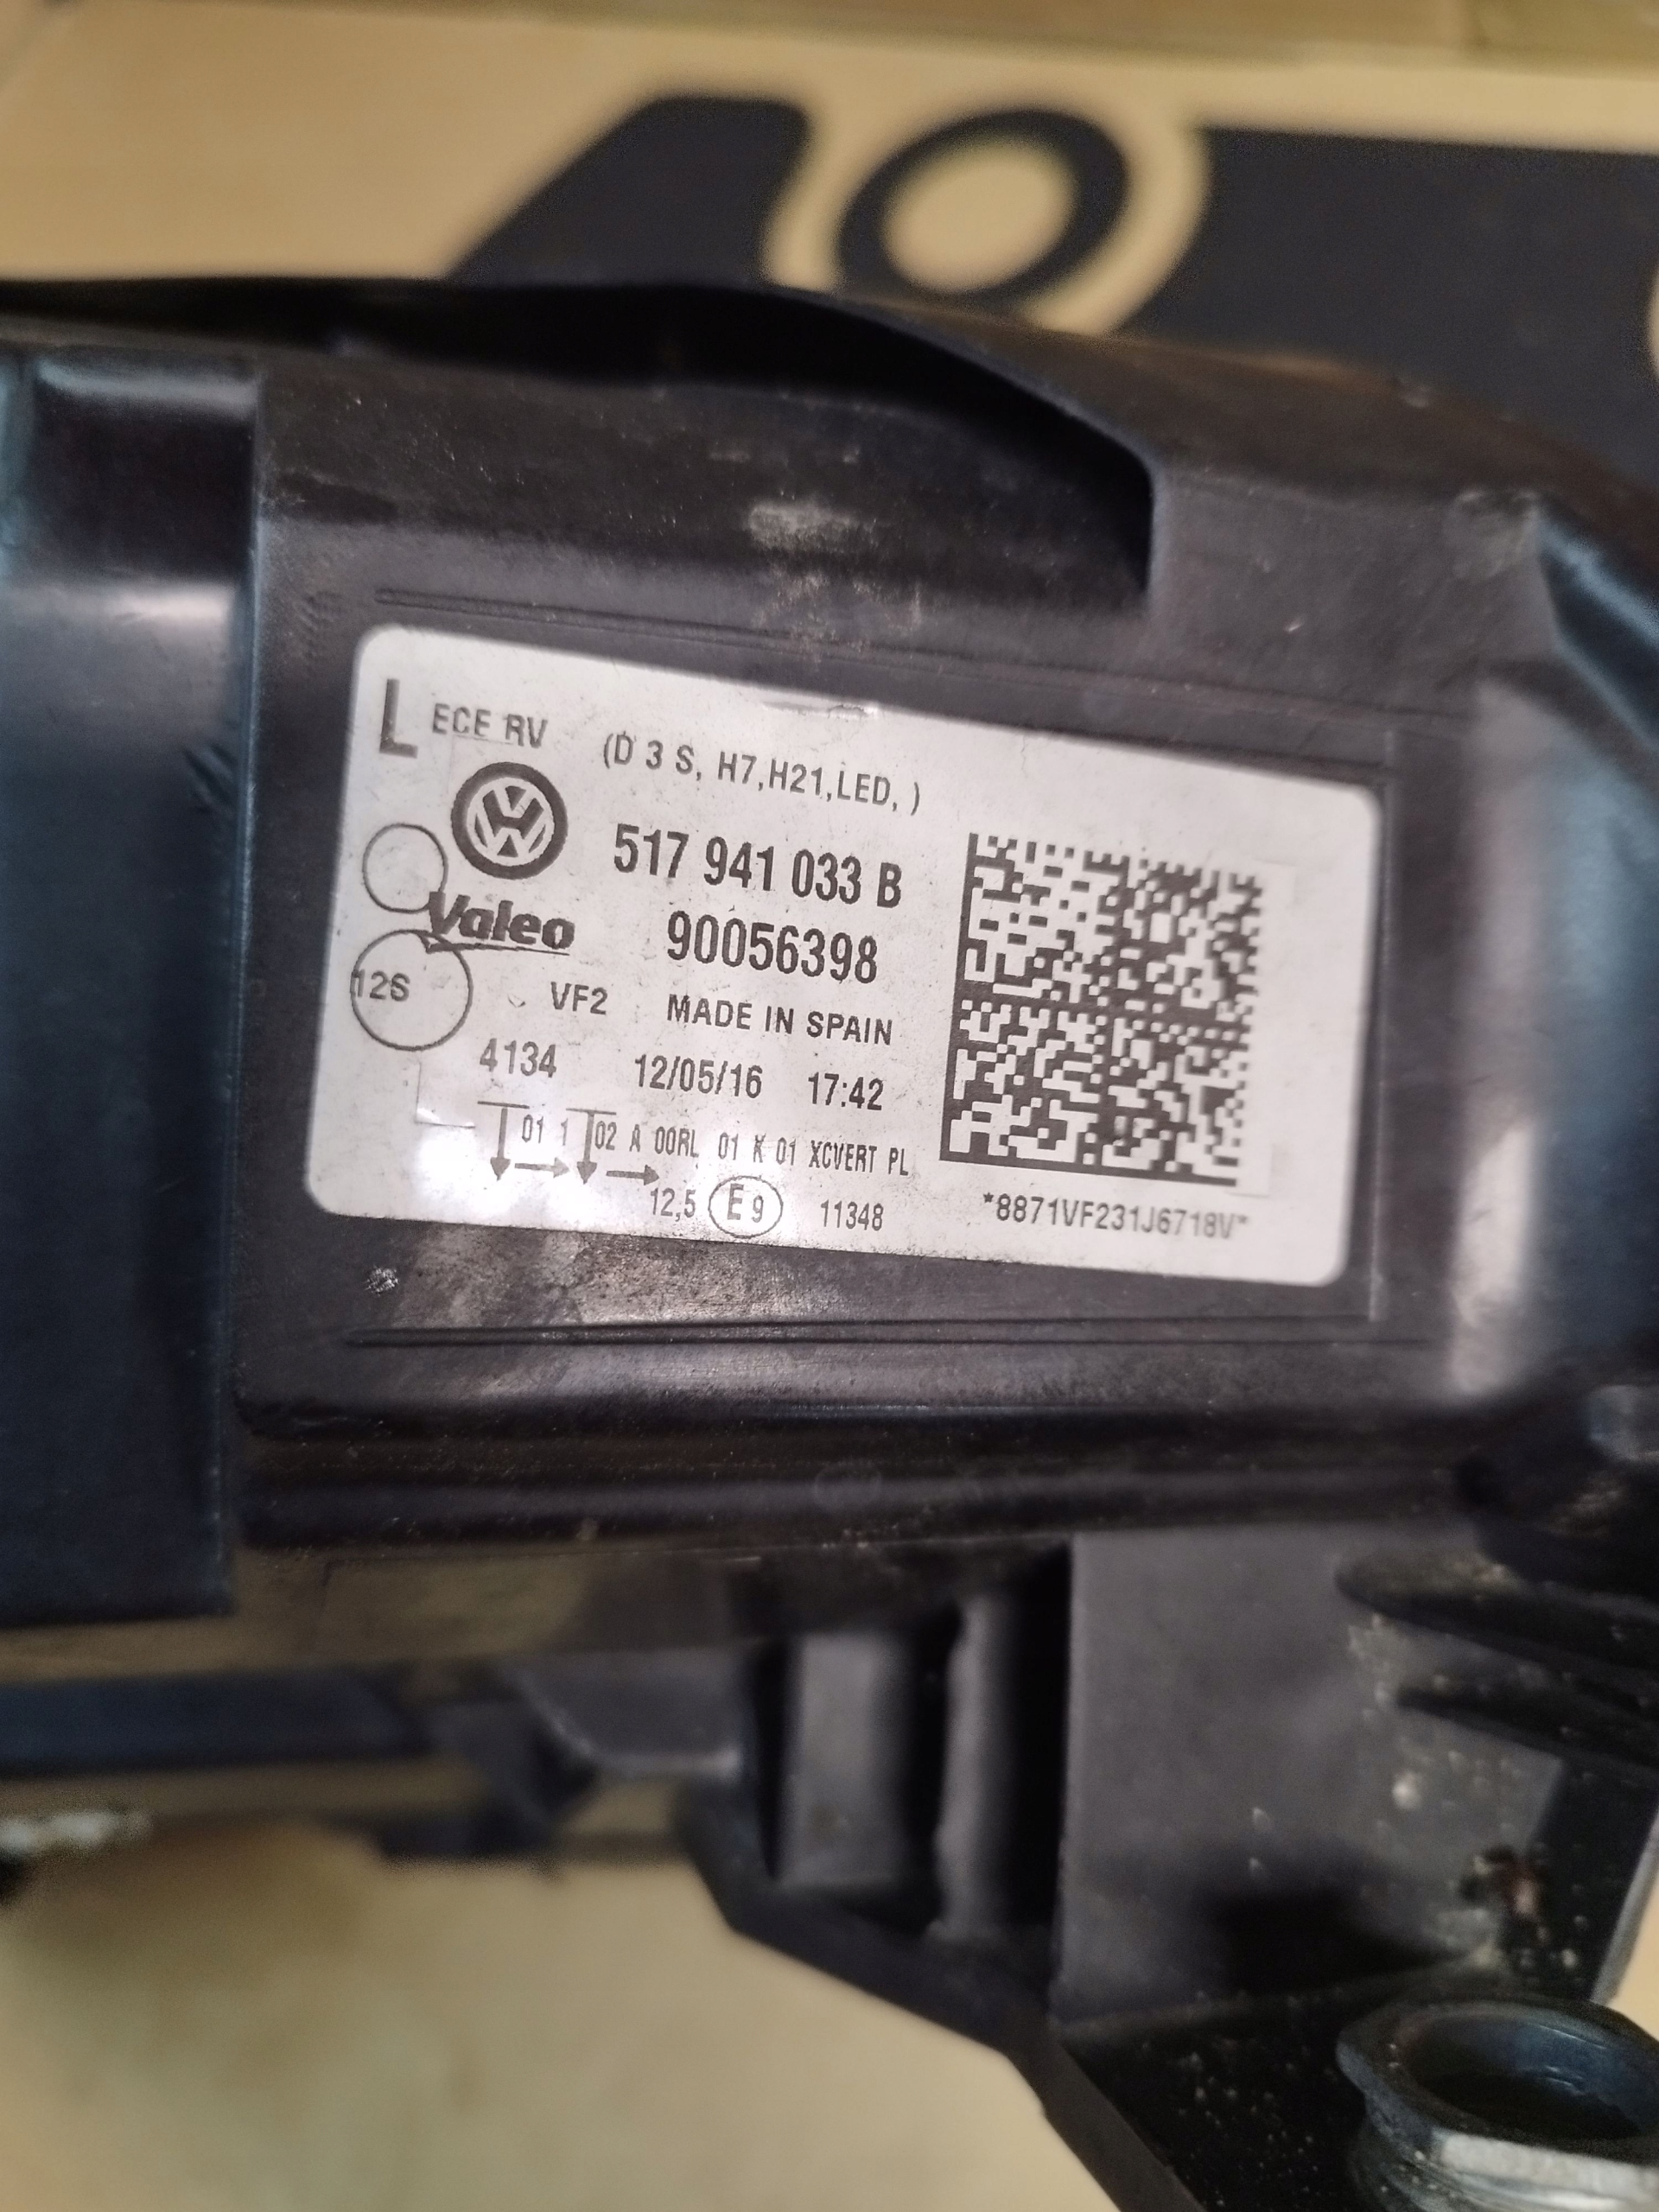 L ECE RV (D 3 S, H7,H21,LED, )
517 941 033 B
Valeo 90056398
12S VF2 MADE IN SPAIN
4134 12/05/16 17:42
01 1 02 A 00RL 01 K 01 XCVERT PL
12,5 E9 11348 *8871VF231J6718V*